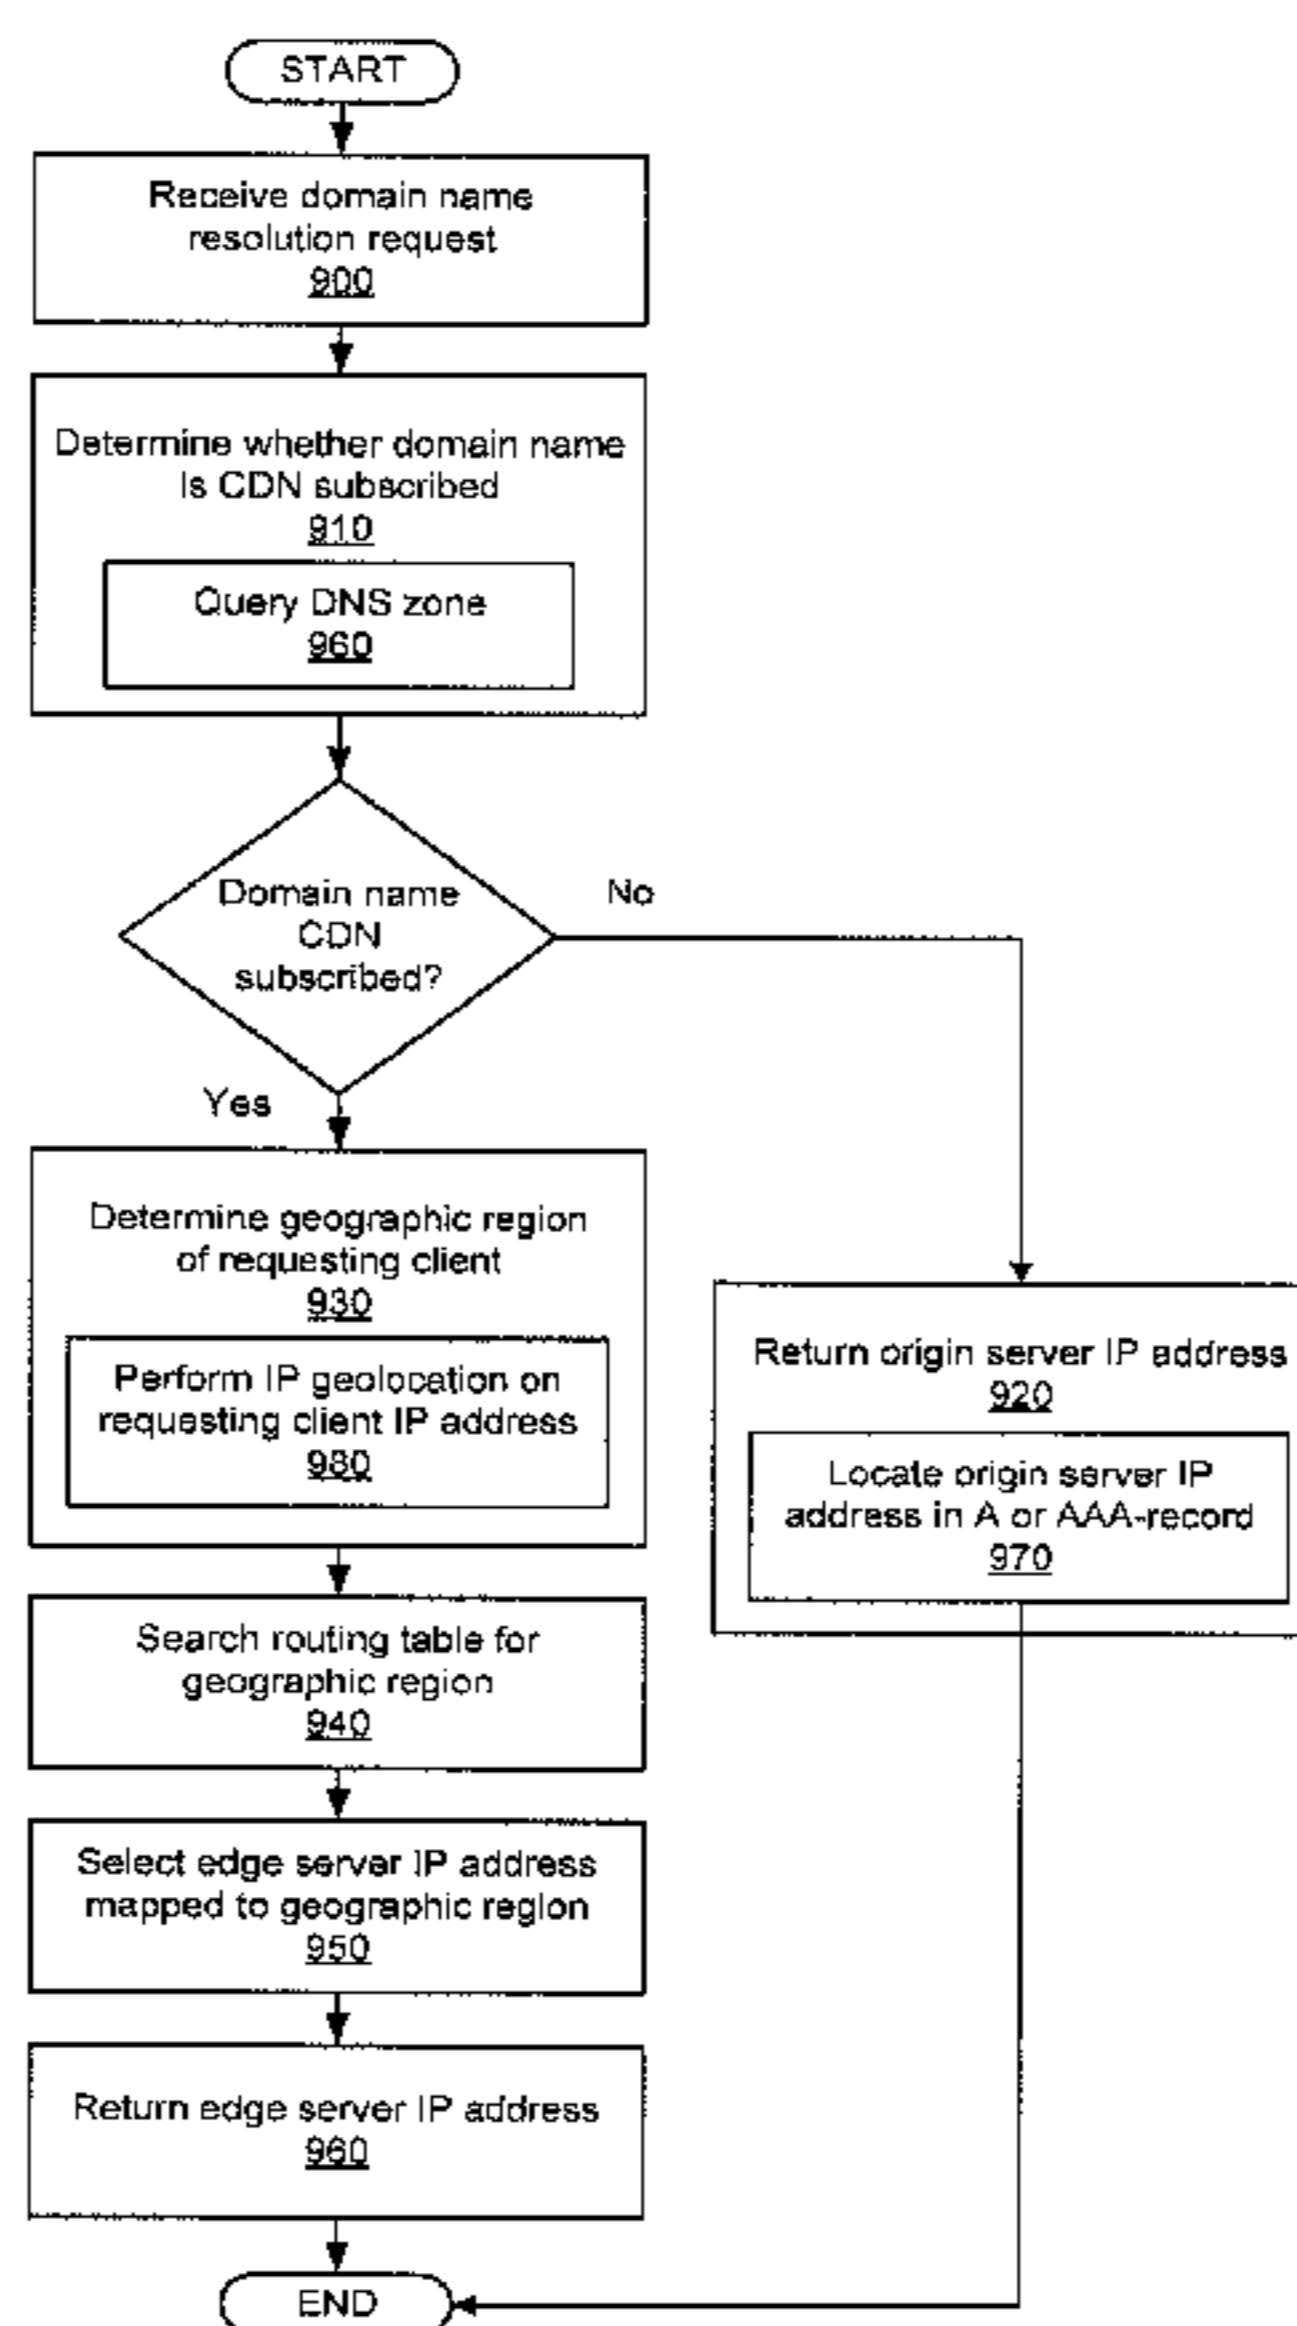 START
Receive domain name
resolution request
900
Determine whether domain name
is CDN subscribed
910
Query DNS zone
960
Domain name
CDN
subscribed?
No
Yes
Determine geographic region
of requesting client
930
Perform IP geolocation on
requesting client IP address
980
Return origin server IP address
920
Locate origin server IP
address in A or AAA-record
970
Search routing table for
geographic region
940
Select edge server IP address
mapped to geographic region
950
Return edge server IP address
960
END